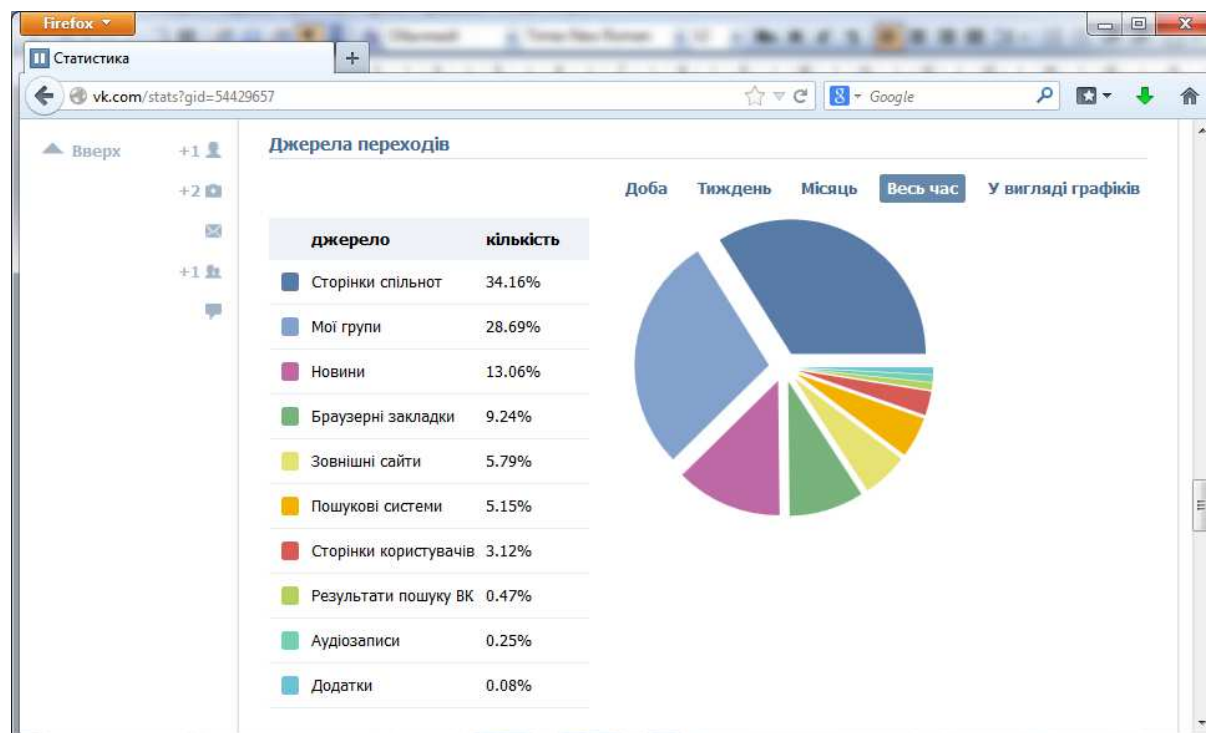 Firefox
Статистика
vk.com/stats?gid=54429657
Google
Вверх
+1
+2
+1
Джерела переходів
Доба Тиждень Місяць Весь час У вигляді графіків
джерело кількість
Сторінки спільнот 34.16%
Мої групи 28.69%
Новини 13.06%
Браузерні закладки 9.24%
Зовнішні сайти 5.79%
Пошукові системи 5.15%
Сторінки користувачів 3.12%
Результати пошуку ВК 0.47%
Аудіозаписи 0.25%
Додатки 0.08%